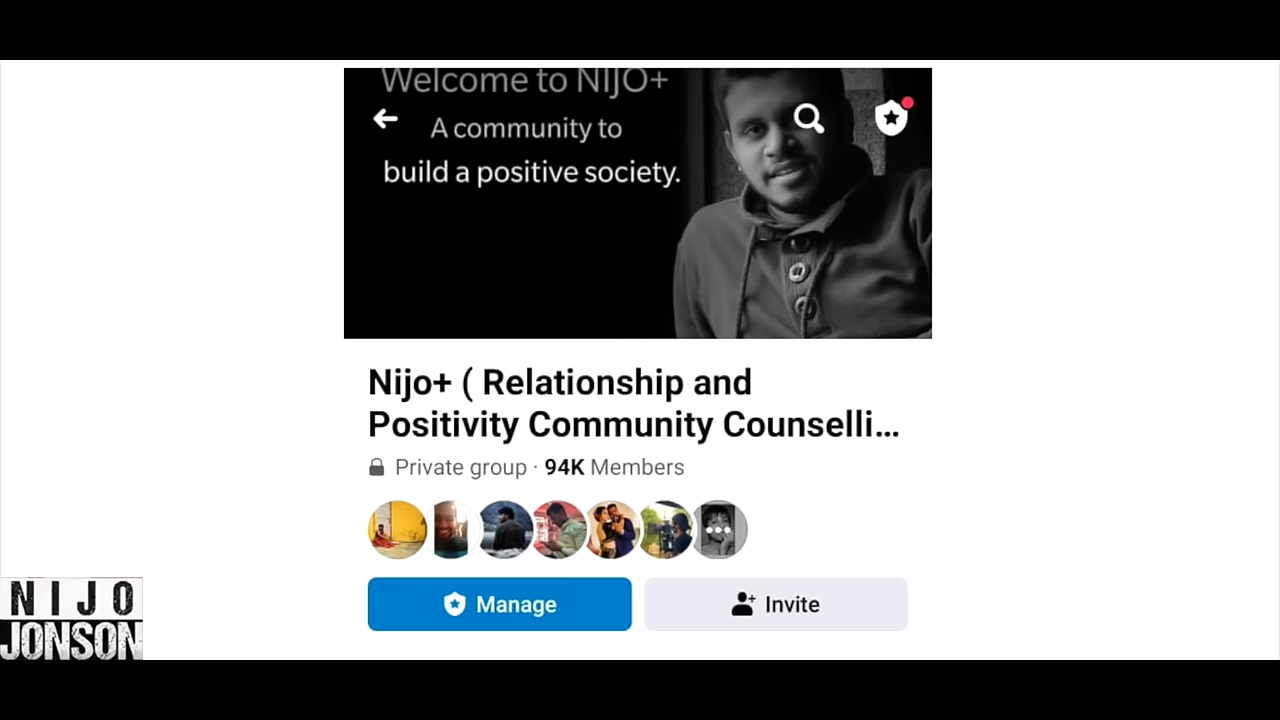 Welcome to NIJO+
A community to
build a positive society.
Nijo+ ( Relationship and
Positivity Community Counselli...
Private group · 94K Members
Manage
Invite
NIJO
JONSON